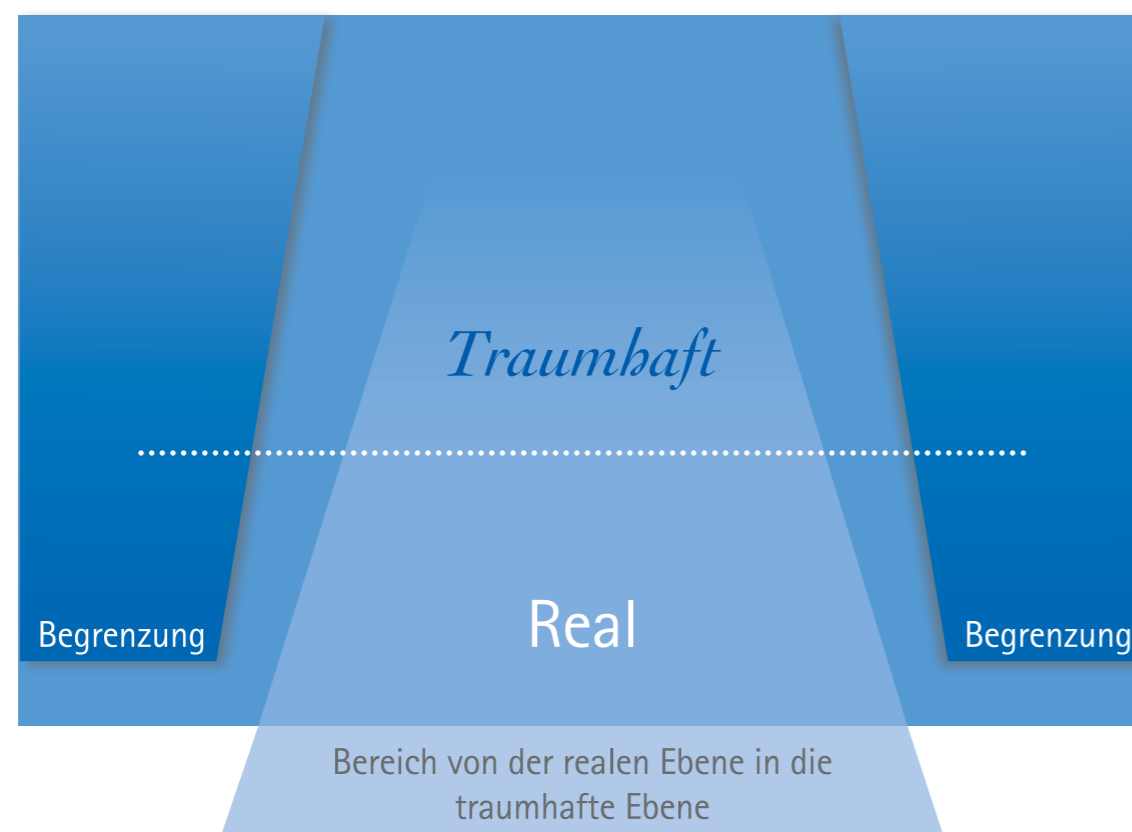 Traumhaft
Real
Begrenzung
Begrenzung
Bereich von der realen Ebene in die
traumhafte Ebene